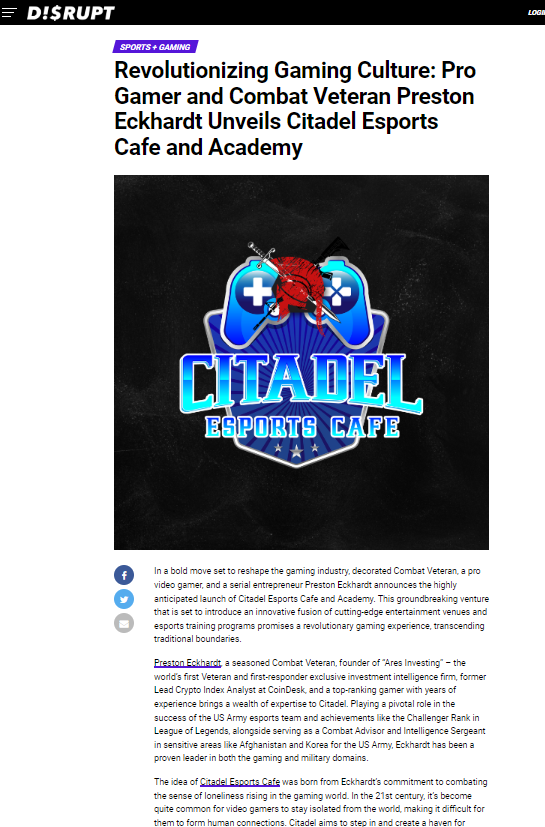 D!$RUPT
LOGI
SPORTS + GAMING
Revolutionizing Gaming Culture: Pro
Gamer and Combat Veteran Preston
Eckhardt Unveils Citadel Esports
Cafe and Academy
CITADEL
ESPORTS CAFE
In a bold move set to reshape the gaming industry, decorated Combat Veteran, a pro
video gamer, and a serial entrepreneur Preston Eckhardt announces the highly
anticipated launch of Citadel Esports Cafe and Academy. This groundbreaking venture
that is set to introduce an innovative fusion of cutting-edge entertainment venues and
esports training programs promises a revolutionary gaming experience, transcending
traditional boundaries.
Preston Eckhardt, a seasoned Combat Veteran, founder of “Ares Investing” – the
world’s first Veteran and first-responder exclusive investment intelligence firm, former
Lead Crypto Index Analyst at CoinDesk, and a top-ranking gamer with years of
experience brings a wealth of expertise to Citadel. Playing a pivotal role in the
success of the US Army esports team and achievements like the Challenger Rank in
League of Legends, alongside serving as a Combat Advisor and Intelligence Sergeant
in sensitive areas like Afghanistan and Korea for the US Army, Eckhardt has been a
proven leader in both the gaming and military domains.
The idea of Citadel Esports Cafe was born from Eckhardt’s commitment to combating
the sense of loneliness rising in the gaming world. In the 21st century, it’s become
quite common for video gamers to stay isolated from the world, making it difficult for
them to form human connections. Citadel aims to step in and create a haven for